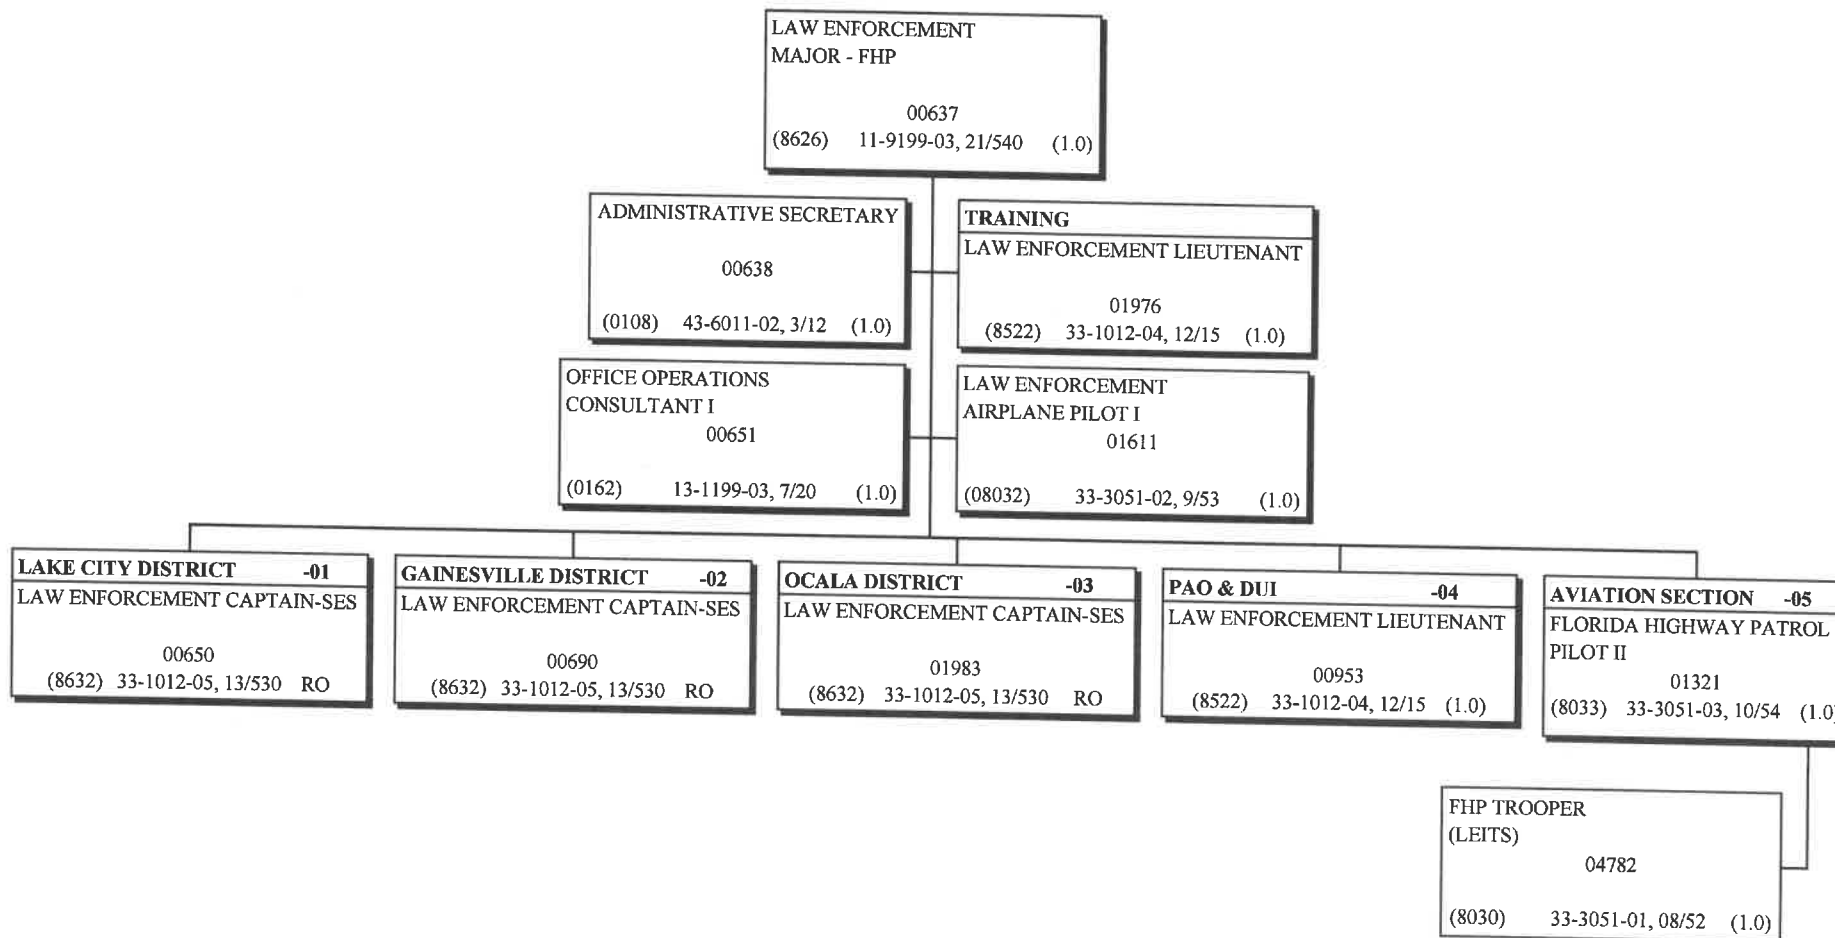 LAW ENFORCEMENT
MAJOR - FHP
00637
(8626) 11-9199-03, 21/540 (1.0)
ADMINISTRATIVE SECRETARY
00638
(0108) 43-6011-02, 3/12 (1.0)
TRAINING
LAW ENFORCEMENT LIEUTENANT
01976
(8522) 33-1012-04, 12/15 (1.0)
OFFICE OPERATIONS
CONSULTANT I
00651
(0162) 13-1199-03, 7/20 (1.0)
LAW ENFORCEMENT
AIRPLANE PILOT I
01611
(08032) 33-3051-02, 9/53 (1.0)
LAKE CITY DISTRICT -01
LAW ENFORCEMENT CAPTAIN-SES
00650
(8632) 33-1012-05, 13/530 RO
GAINESVILLE DISTRICT -02
LAW ENFORCEMENT CAPTAIN-SES
00690
(8632) 33-1012-05, 13/530 RO
OCALA DISTRICT -03
LAW ENFORCEMENT CAPTAIN-SES
01983
(8632) 33-1012-05, 13/530 RO
PAO & DUI -04
LAW ENFORCEMENT LIEUTENANT
00953
(8522) 33-1012-04, 12/15 (1.0)
AVIATION SECTION -05
FLORIDA HIGHWAY PATROL
PILOT II
01321
(8033) 33-3051-03, 10/54 (1.0)
FHP TROOPER
(LEITS)
04782
(8030) 33-3051-01, 08/52 (1.0)